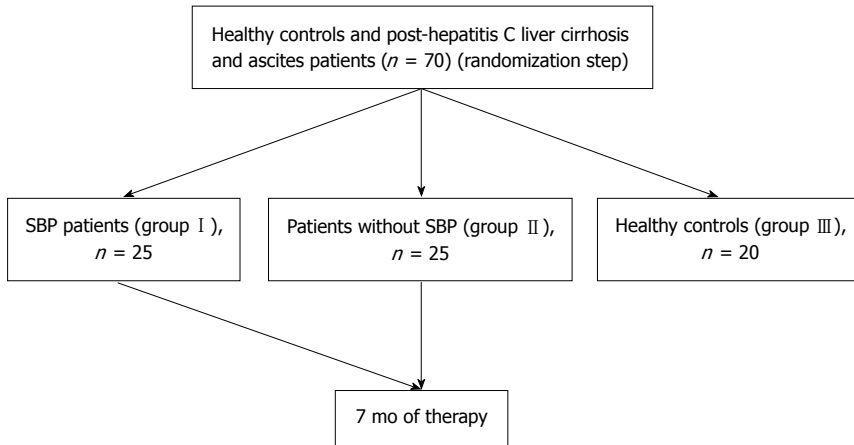 Healthy controls and post-hepatitis C liver cirrhosis
and ascites patients (n = 70) (randomization step)
SBP patients (group Ⅰ),
n = 25
Patients without SBP (group Ⅱ),
n = 25
Healthy controls (group Ⅲ),
n = 20
7 mo of therapy